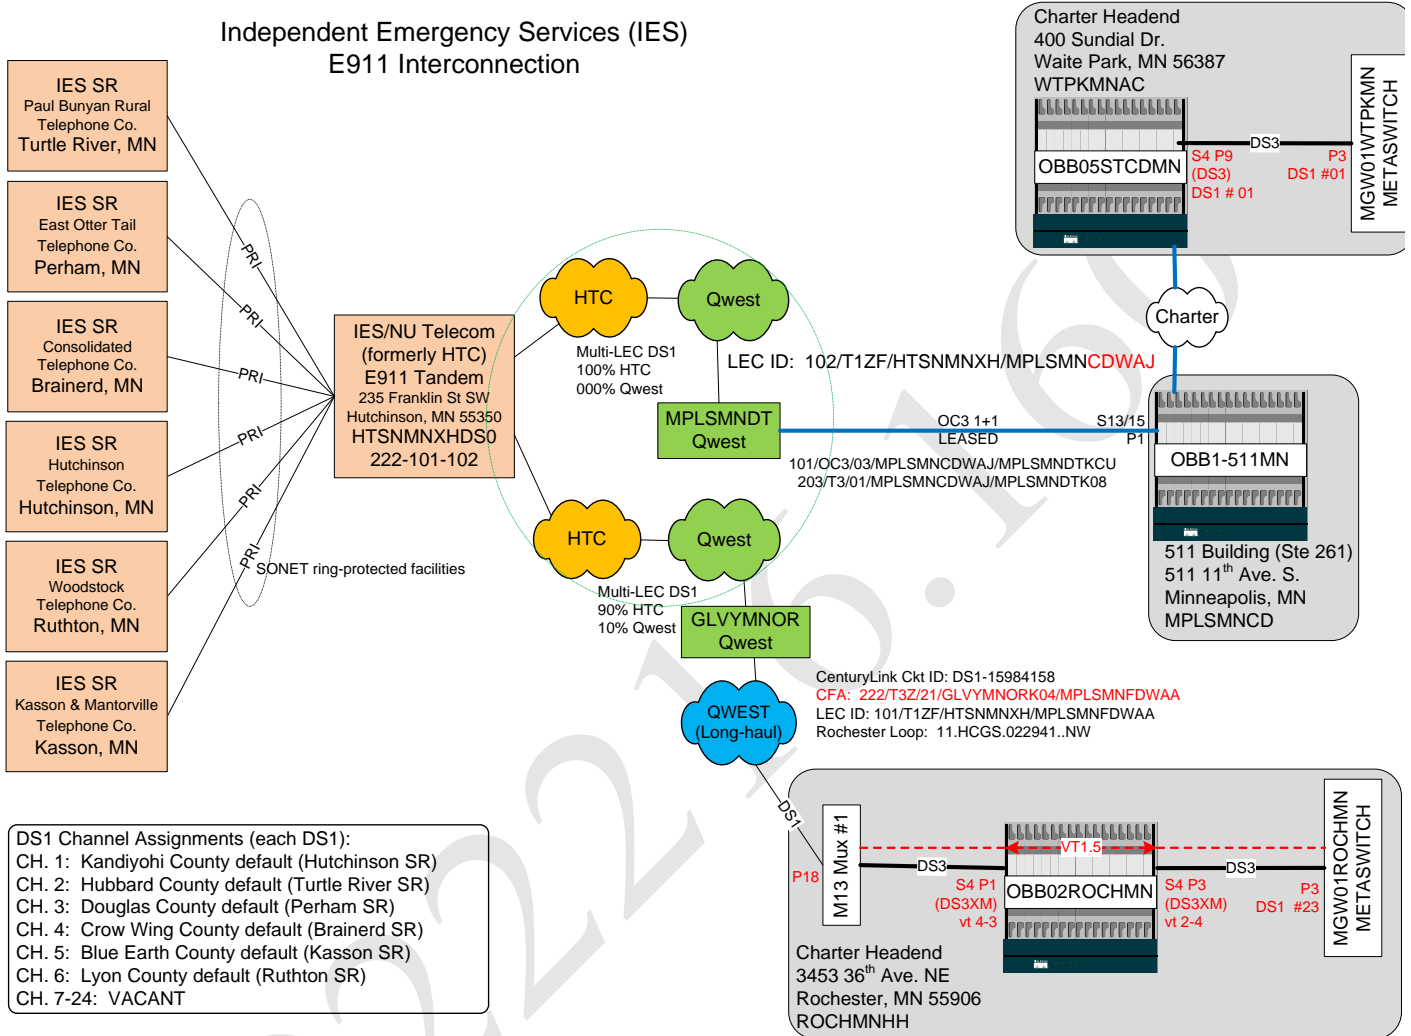 Independent Emergency Services (IES)
E911 Interconnection
IES SR
Paul Bunyan Rural
Telephone Co.
Turtle River, MN
IES SR
East Otter Tail
Telephone Co.
Perham, MN
IES SR
Consolidated
Telephone Co.
Brainerd, MN
IES SR
Hutchinson
Telephone Co.
Hutchinson, MN
IES SR
Woodstock
Telephone Co.
Ruthton, MN
IES SR
Kasson & Mantorville
Telephone Co.
Kasson, MN
PRI
PRI
PRI
PRI
PRI
PRI
SONET ring-protected facilities
IES/NU Telecom
(formerly HTC)
E911 Tandem
235 Franklin St SW
Hutchinson, MN 55350
HTSNMNXHDS0
222-101-102
HTC
Qwest
Multi-LEC DS1
100% HTC
000% Qwest
MPLSMNDT
Qwest
LEC ID: 102/T1ZF/HTSNMNXH/MPLSMNCDWAJ
OC3 1+1
LEASED
S13/15
P1
101/OC3/03/MPLSMNCDWAJ/MPLSMNDTKCU
203/T3/01/MPLSMNCDWAJ/MPLSMNDTK08
HTC
Qwest
Multi-LEC DS1
90% HTC
10% Qwest
GLVYMNOR
Qwest
QWEST
(Long-haul)
CenturyLink Ckt ID: DS1-15984158
CFA: 222/T3Z/21/GLVYMNORK04/MPLSMNFDWAA
LEC ID: 101/T1ZF/HTSNMNXH/MPLSMNFDWAA
Rochester Loop: 11.HCGS.022941..NW
Charter Headend
400 Sundial Dr.
Waite Park, MN 56387
WTPKMNAC
OBB05STCDMN
DS3
S4 P9
(DS3)
DS1 # 01
P3
DS1 #01
MGW01WTPKMN
METASWITCH
Charter
OBB1-511MN
511 Building (Ste 261)
511 11th Ave. S.
Minneapolis, MN
MPLSMNCD
DS1
P18
M13 Mux #1
DS3
VT1.5
S4 P1
(DS3XM)
vt 4-3
OBB02ROCHMN
S4 P3
(DS3XM)
vt 2-4
DS3
P3
DS1 #23
MGW01ROCHMN
METASWITCH
Charter Headend
3453 36th Ave. NE
Rochester, MN 55906
ROCHMNHH
DS1 Channel Assignments (each DS1):
CH. 1: Kandiyohi County default (Hutchinson SR)
CH. 2: Hubbard County default (Turtle River SR)
CH. 3: Douglas County default (Perham SR)
CH. 4: Crow Wing County default (Brainerd SR)
CH. 5: Blue Earth County default (Kasson SR)
CH. 6: Lyon County default (Ruthton SR)
CH. 7-24: VACANT